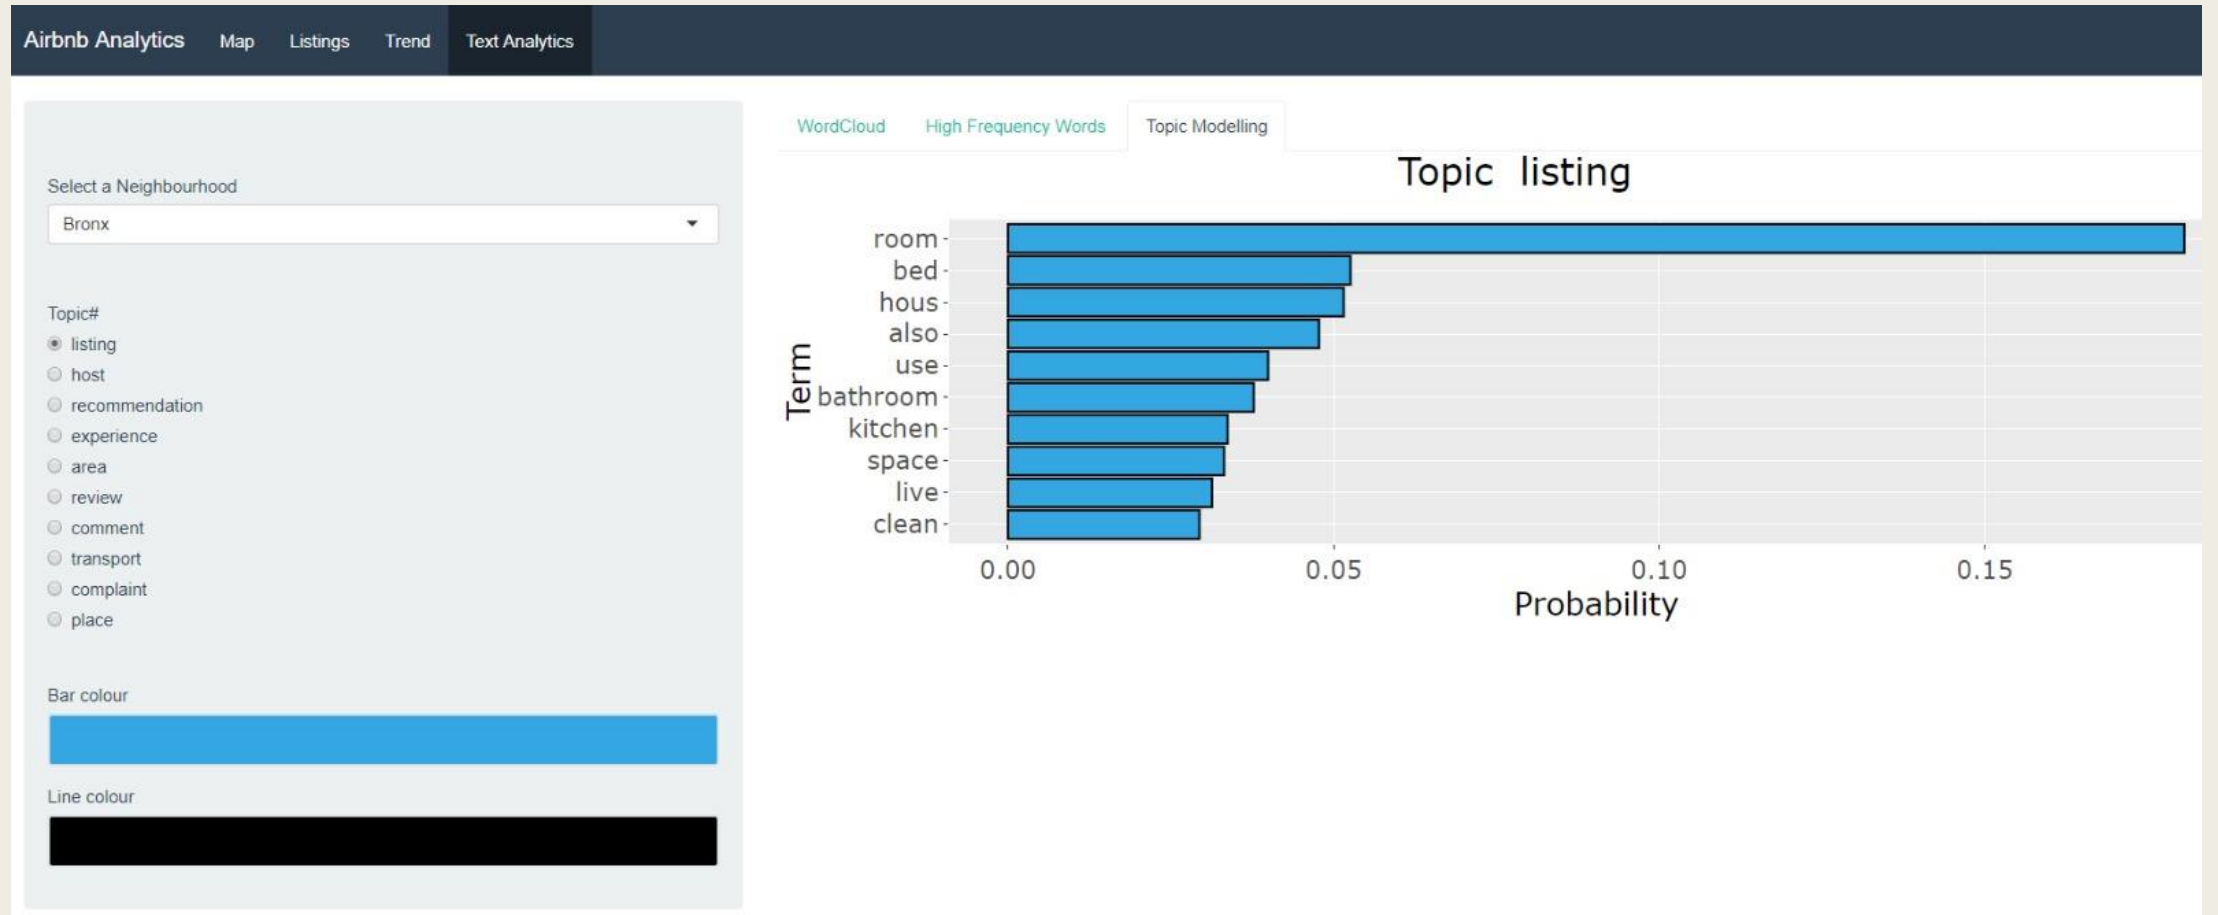 Airbnb Analytics Map Listings Trend Text Analytics
Select a Neighbourhood
Bronx
Topic#
listing
host
recommendation
experience
area
review
comment
transport
complaint
place
Bar colour
Line colour
WordCloud High Frequency Words Topic Modelling
Topic listing
Term
room
bed
hous
also
use
bathroom
kitchen
space
live
clean
0.00 0.05 0.10 0.15
Probability